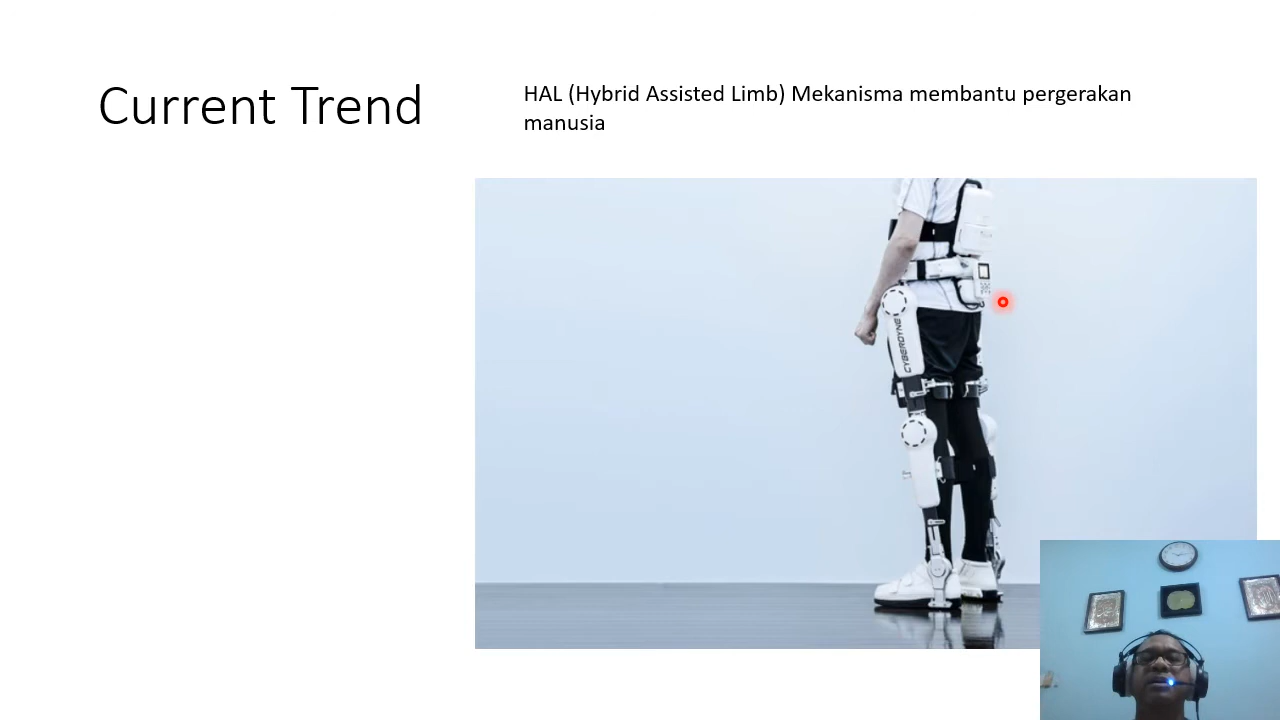 Current Trend
HAL (Hybrid Assisted Limb) Mekanisma membantu pergerakan
manusia
CYBERDYNE